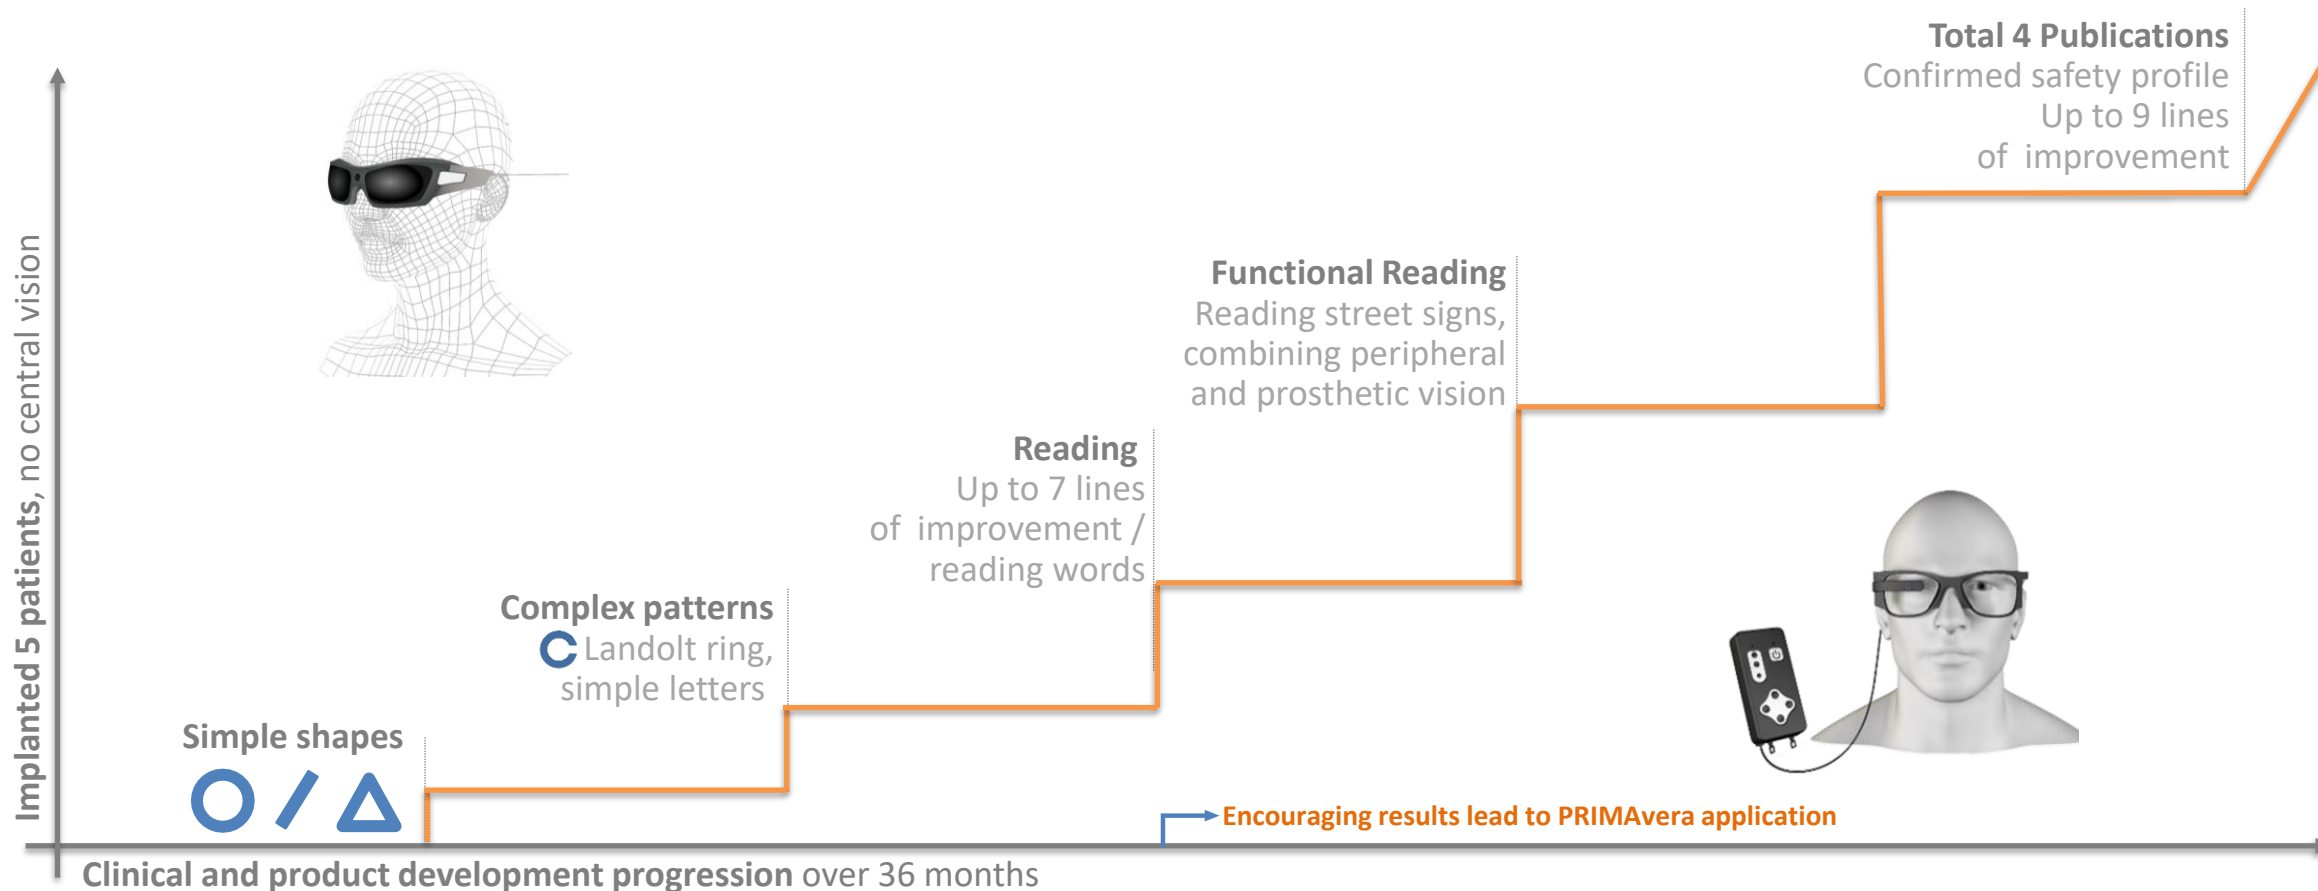 Total 4 Publications
Confirmed safety profile
Up to 9 lines
of improvement
Functional Reading
Reading street signs,
combining peripheral
and prosthetic vision
Reading
Up to 7 lines
of improvement /
reading words
Complex patterns
Landolt ring,
simple letters
Simple shapes
Implanted 5 patients, no central vision
Encouraging results lead to PRIMAvera application
Clinical and product development progression over 36 months